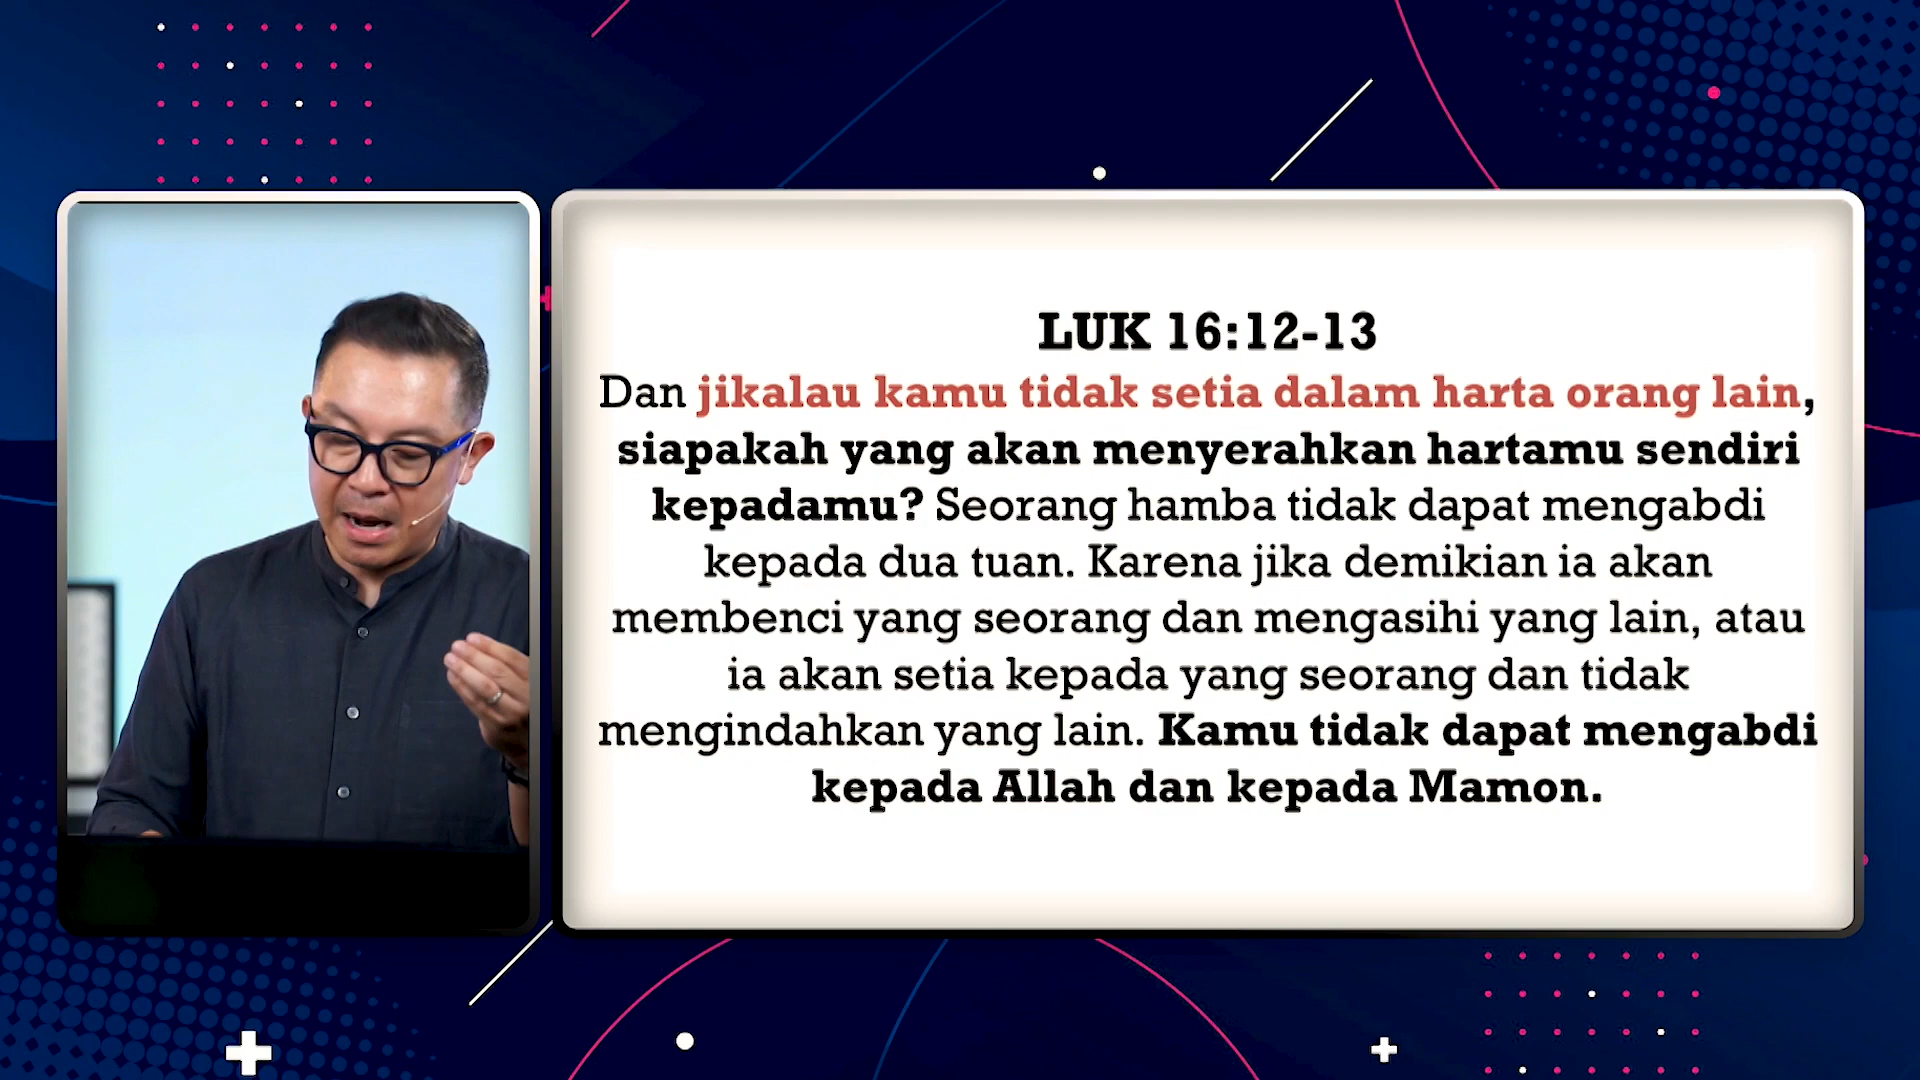 LUK 16:12-13
Dan jikalau kamu tidak setia dalam harta orang lain,
siapakah yang akan menyerahkan hartamu sendiri
kepadamu? Seorang hamba tidak dapat mengabdi
kepada dua tuan. Karena jika demikian ia akan
membenci yang seorang dan mengasihi yang lain, atau
ia akan setia kepada yang seorang dan tidak
mengindahkan yang lain. Kamu tidak dapat mengabdi
kepada Allah dan kepada Mamon.